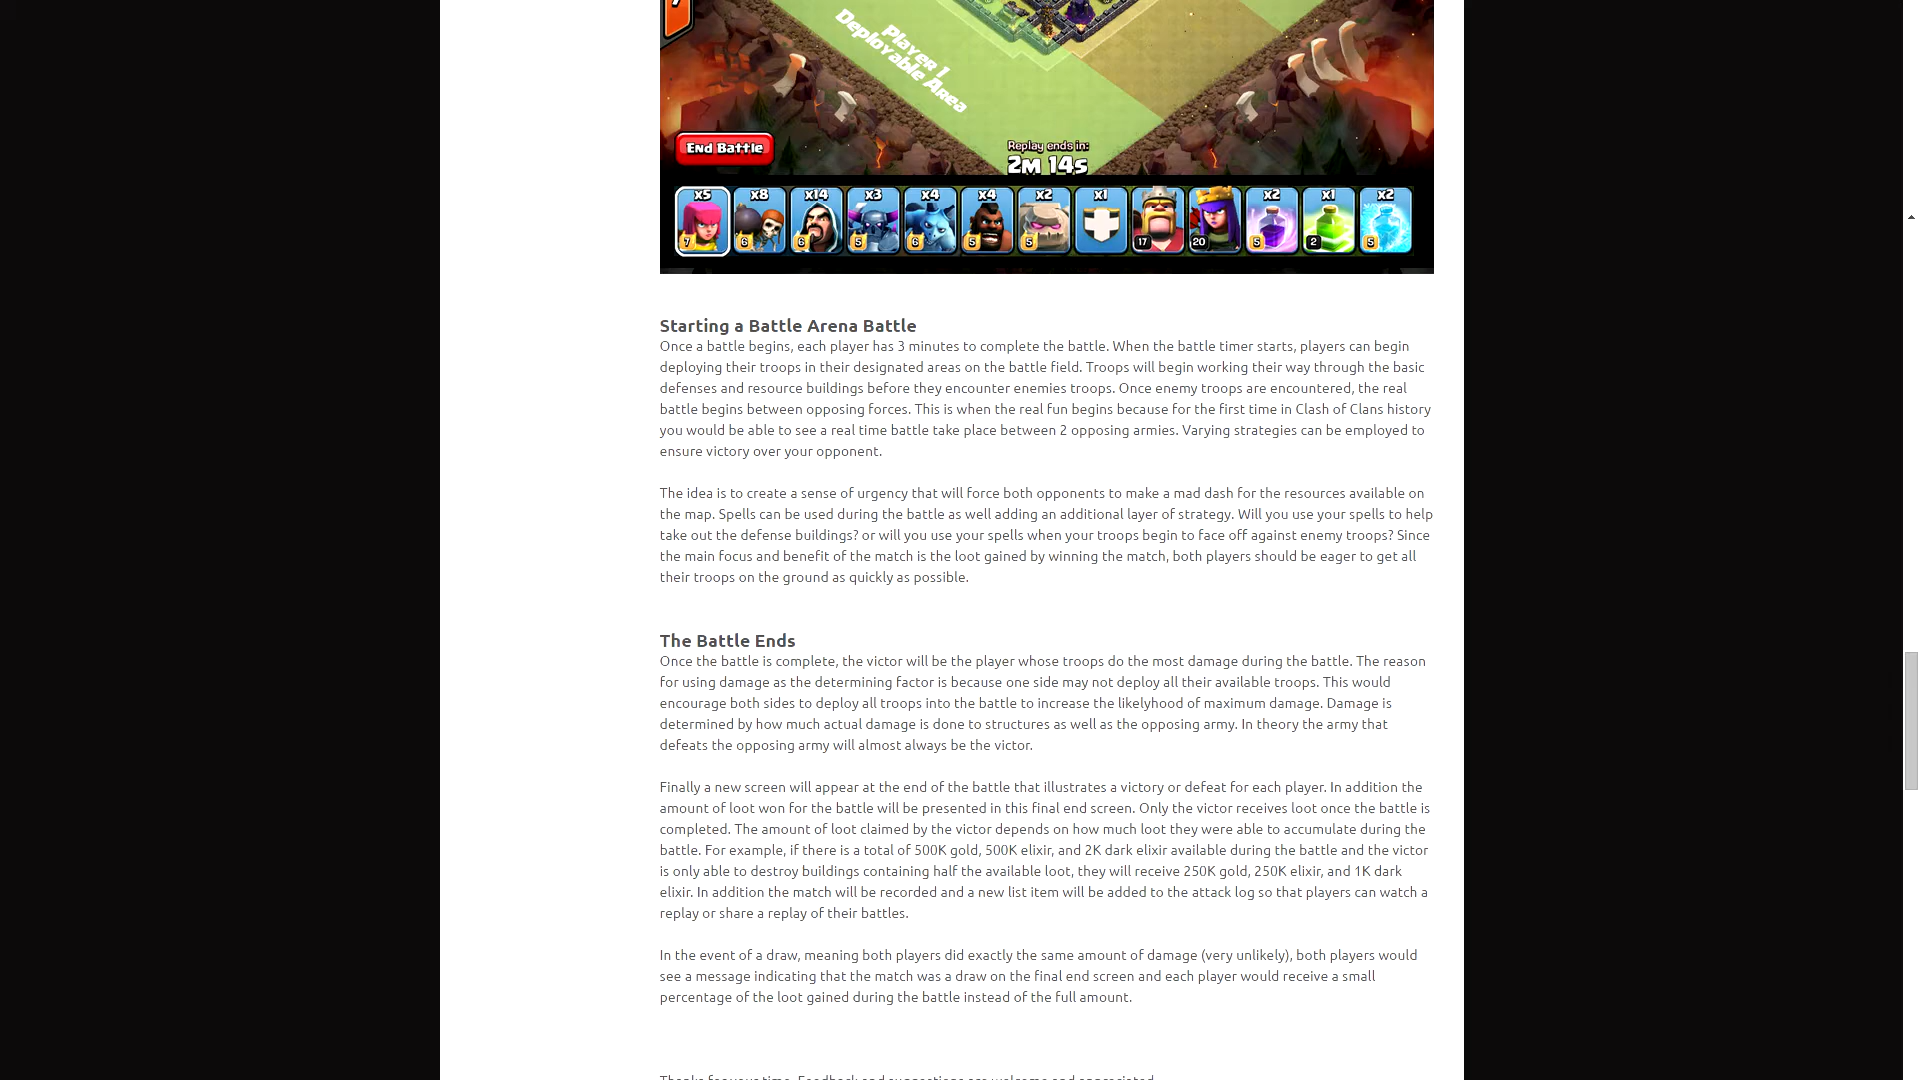 Player 1
Deployable Area
End Battle
Replay ends in:
2M 14s
x5 x8 x14 x3 x4 x4 x2 x1 x2 x1 x2
7 6 6 5 6 5 5 17 20 5 2 5
Starting a Battle Arena Battle
Once a battle begins, each player has 3 minutes to complete the battle. When the battle timer starts, players can begin
deploying their troops in their designated areas on the battle field. Troops will begin working their way through the basic
defenses and resource buildings before they encounter enemies troops. Once enemy troops are encountered, the real
battle begins between opposing forces. This is when the real fun begins because for the first time in Clash of Clans history
you would be able to see a real time battle take place between 2 opposing armies. Varying strategies can be employed to
ensure victory over your opponent.
The idea is to create a sense of urgency that will force both opponents to make a mad dash for the resources available on
the map. Spells can be used during the battle as well adding an additional layer of strategy. Will you use your spells to help
take out the defense buildings? or will you use your spells when your troops begin to face off against enemy troops? Since
the main focus and benefit of the match is the loot gained by winning the match, both players should be eager to get all
their troops on the ground as quickly as possible.
The Battle Ends
Once the battle is complete, the victor will be the player whose troops do the most damage during the battle. The reason
for using damage as the determining factor is because one side may not deploy all their available troops. This would
encourage both sides to deploy all troops into the battle to increase the likelyhood of maximum damage. Damage is
determined by how much actual damage is done to structures as well as the opposing army. In theory the army that
defeats the opposing army will almost always be the victor.
Finally a new screen will appear at the end of the battle that illustrates a victory or defeat for each player. In addition the
amount of loot won for the battle will be presented in this final end screen. Only the victor receives loot once the battle is
completed. The amount of loot claimed by the victor depends on how much loot they were able to accumulate during the
battle. For example, if there is a total of 500K gold, 500K elixir, and 2K dark elixir available during the battle and the victor
is only able to destroy buildings containing half the available loot, they will receive 250K gold, 250K elixir, and 1K dark
elixir. In addition the match will be recorded and a new list item will be added to the attack log so that players can watch a
replay or share a replay of their battles.
In the event of a draw, meaning both players did exactly the same amount of damage (very unlikely), both players would
see a message indicating that the match was a draw on the final end screen and each player would receive a small
percentage of the loot gained during the battle instead of the full amount.
Thanks for your time. Feedback and suggestions are welcome and appreciated.